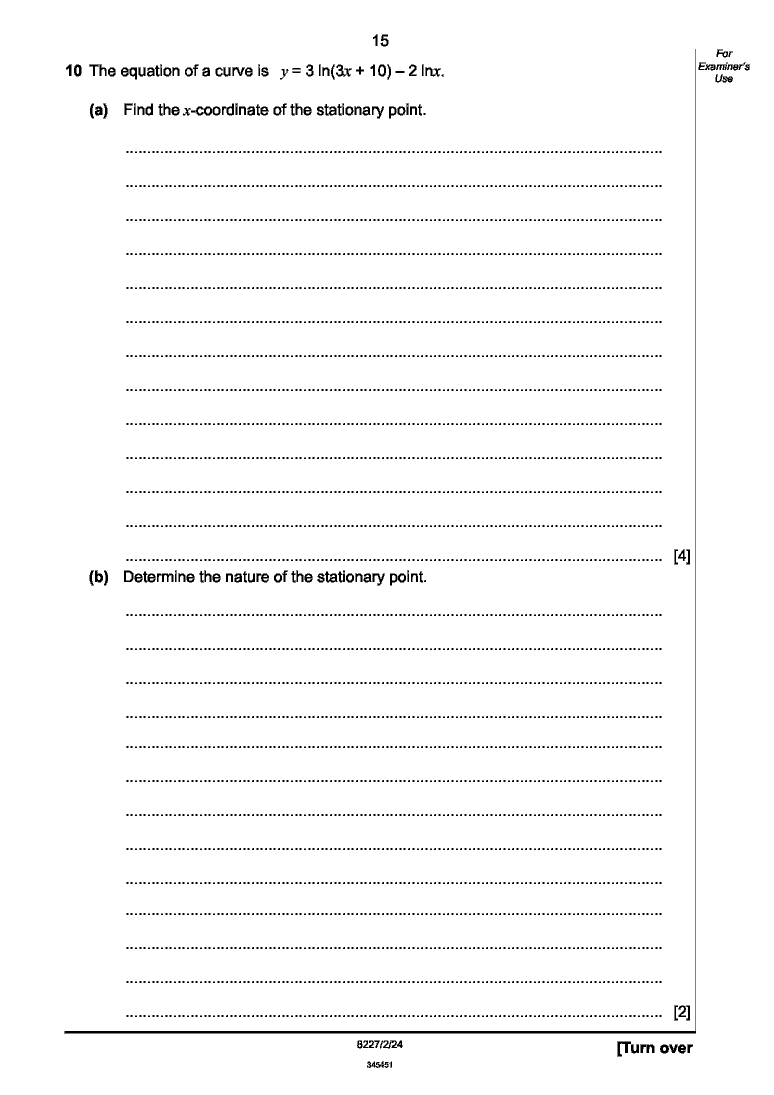 15
For
Examiner's
Use
10 The equation of a curve is y = 3 ln(3x + 10) – 2 lnx.
(a) Find the x-coordinate of the stationary point.
[4]
(b) Determine the nature of the stationary point.
[2]
8227/2/24
[Turn over
345451